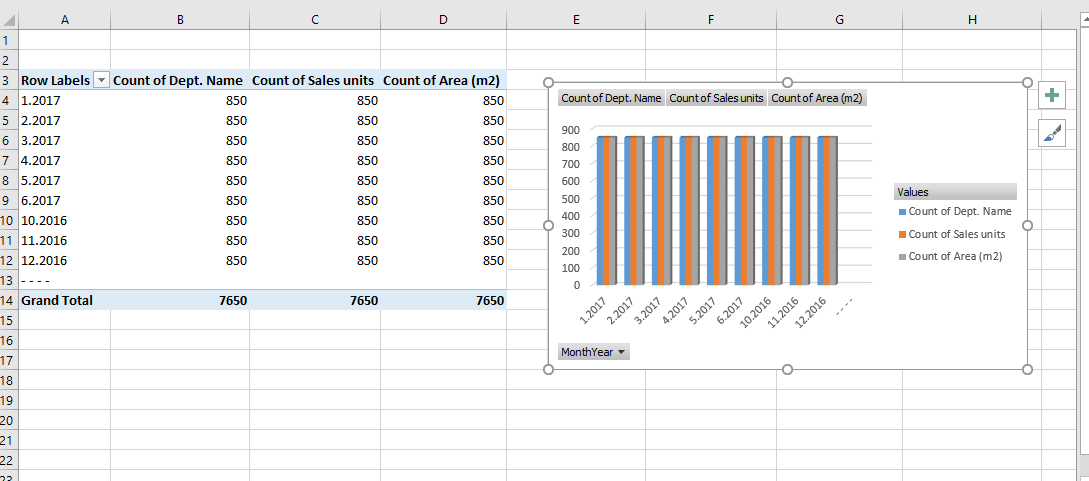 A B C D E F G H
1
2
3 Row Labels Count of Dept. Name Count of Sales units Count of Area (m2)
4 1.2017 850 850 850
5 2.2017 850 850 850
6 3.2017 850 850 850
7 4.2017 850 850 850
8 5.2017 850 850 850
9 6.2017 850 850 850
10 10.2016 850 850 850
11 11.2016 850 850 850
12 12.2016 850 850 850
13 - - - -
14 Grand Total 7650 7650 7650
15
16
17
18
19
20
21
22
23
Count of Dept. Name Count of Sales units Count of Area (m2)
900
800
700
600
500
400
300
200
100
0
1.2017 2.2017 3.2017 4.2017 5.2017 6.2017 10.2016 11.2016 12.2016 - - - -
Values
Count of Dept. Name
Count of Sales units
Count of Area (m2)
MonthYear